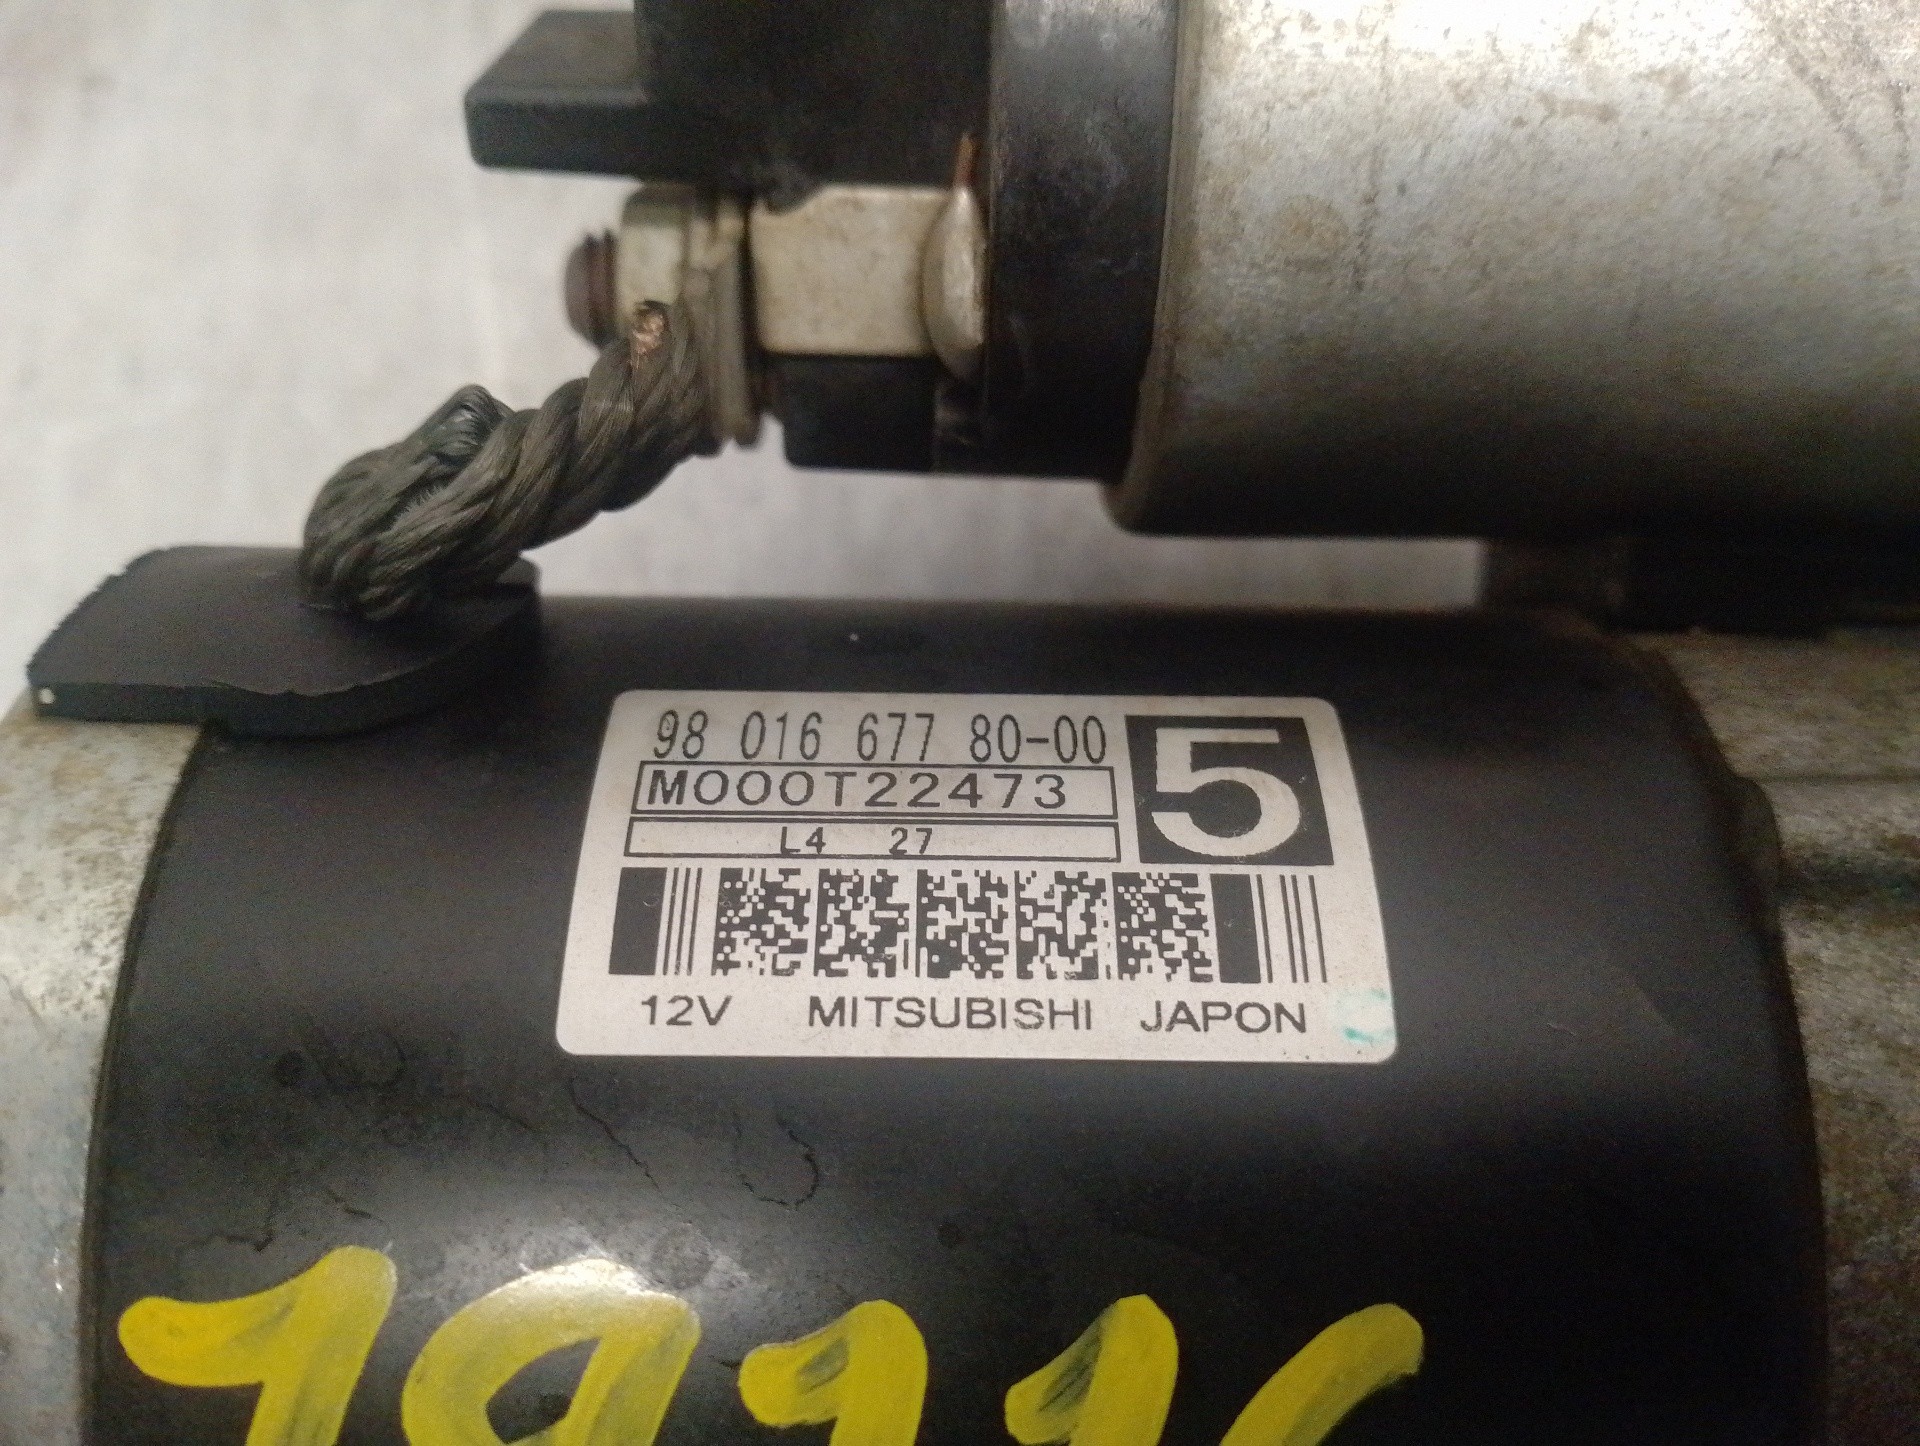 98 016 677 80-00
5
M000T22473
L4 27
12V MITSUBISHI JAPON